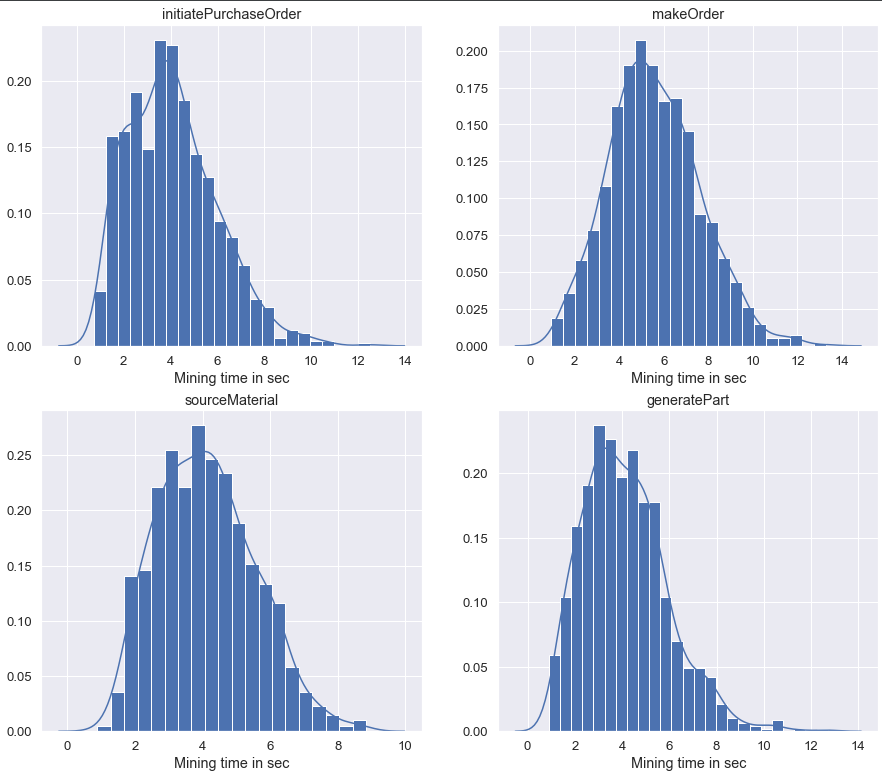 initiatePurchaseOrder
0.20
0.15
0.10
0.05
0.00
0 2 4 6 8 10 12 14
Mining time in sec
makeOrder
0.200
0.175
0.150
0.125
0.100
0.075
0.050
0.025
0.000
0 2 4 6 8 10 12 14
Mining time in sec
sourceMaterial
0.25
0.20
0.15
0.10
0.05
0.00
0 2 4 6 8 10
Mining time in sec
generatePart
0.20
0.15
0.10
0.05
0.00
0 2 4 6 8 10 12 14
Mining time in sec